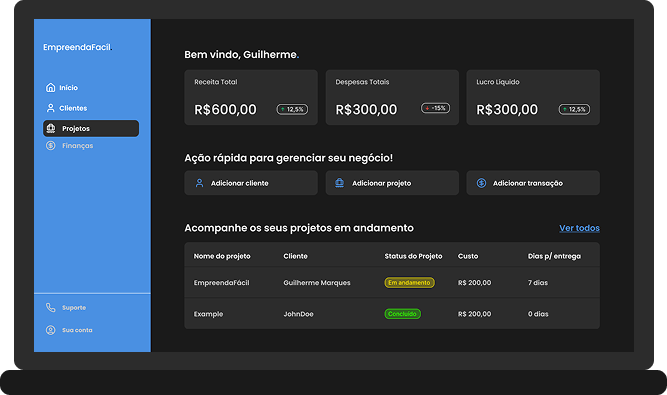 EmpreendaFacil.
Início
Clientes
Projetos
Finanças
Suporte
Sua conta
Bem vindo, Guilherme.
Receita Total
R$600,00
12,5%
Despesas Totais
R$300,00
-15%
Lucro Líquido
R$300,00
12,5%
Ação rápida para gerenciar seu negócio!
Adicionar cliente
Adicionar projeto
Adicionar transação
Acompanhe os seus projetos em andamento
Ver todos
Nome do projeto Cliente Status do Projeto Custo Dias p/ entrega
EmpreendaFácil Guilherme Marques Em andamento R$ 200,00 7 dias
Example JohnDoe Concluído R$ 200,00 0 dias